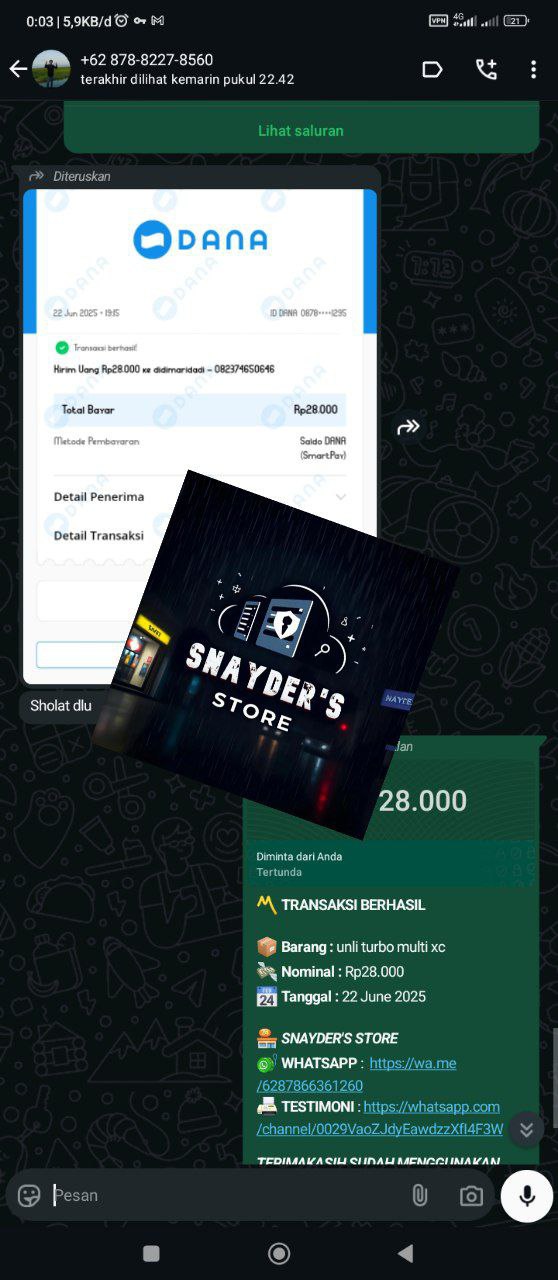 0:03 | 5,9KB/d
VPN 4G 21
+62 878-8227-8560
terakhir dilihat kemarin pukul 22.42
Lihat saluran
Diteruskan
DANA
22 Jun 2025 • 19:15 ID DANA 0878••••1295
Transaksi berhasil!
Kirim Uang Rp28.000 ke didimaridadi - 082374650646
Total Bayar Rp28.000
Metode Pembayaran Saldo DANA
(SmartPay)
Detail Penerima
Detail Transaksi
SNAYDER'S
STORE
Sholat dlu
28.000
Diminta dari Anda
Tertunda
TRANSAKSI BERHASIL
Barang : unli turbo multi xc
Nominal : Rp28.000
Tanggal : 22 June 2025
SNAYDER'S STORE
WHATSAPP : https://wa.me
/6287866361260
TESTIMONI : https://whatsapp.com
/channel/0029VaoZJdyEawdzzXfI4F3W
TERIMAKASIH SUDAH MENGGUNAKAN
Pesan